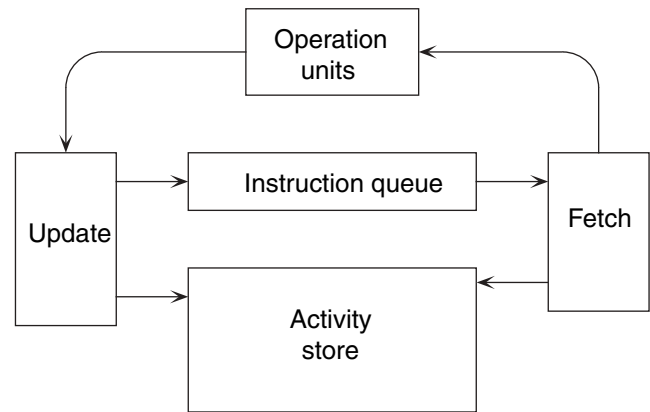 Operation
units
Instruction queue
Update
Fetch
Activity
store